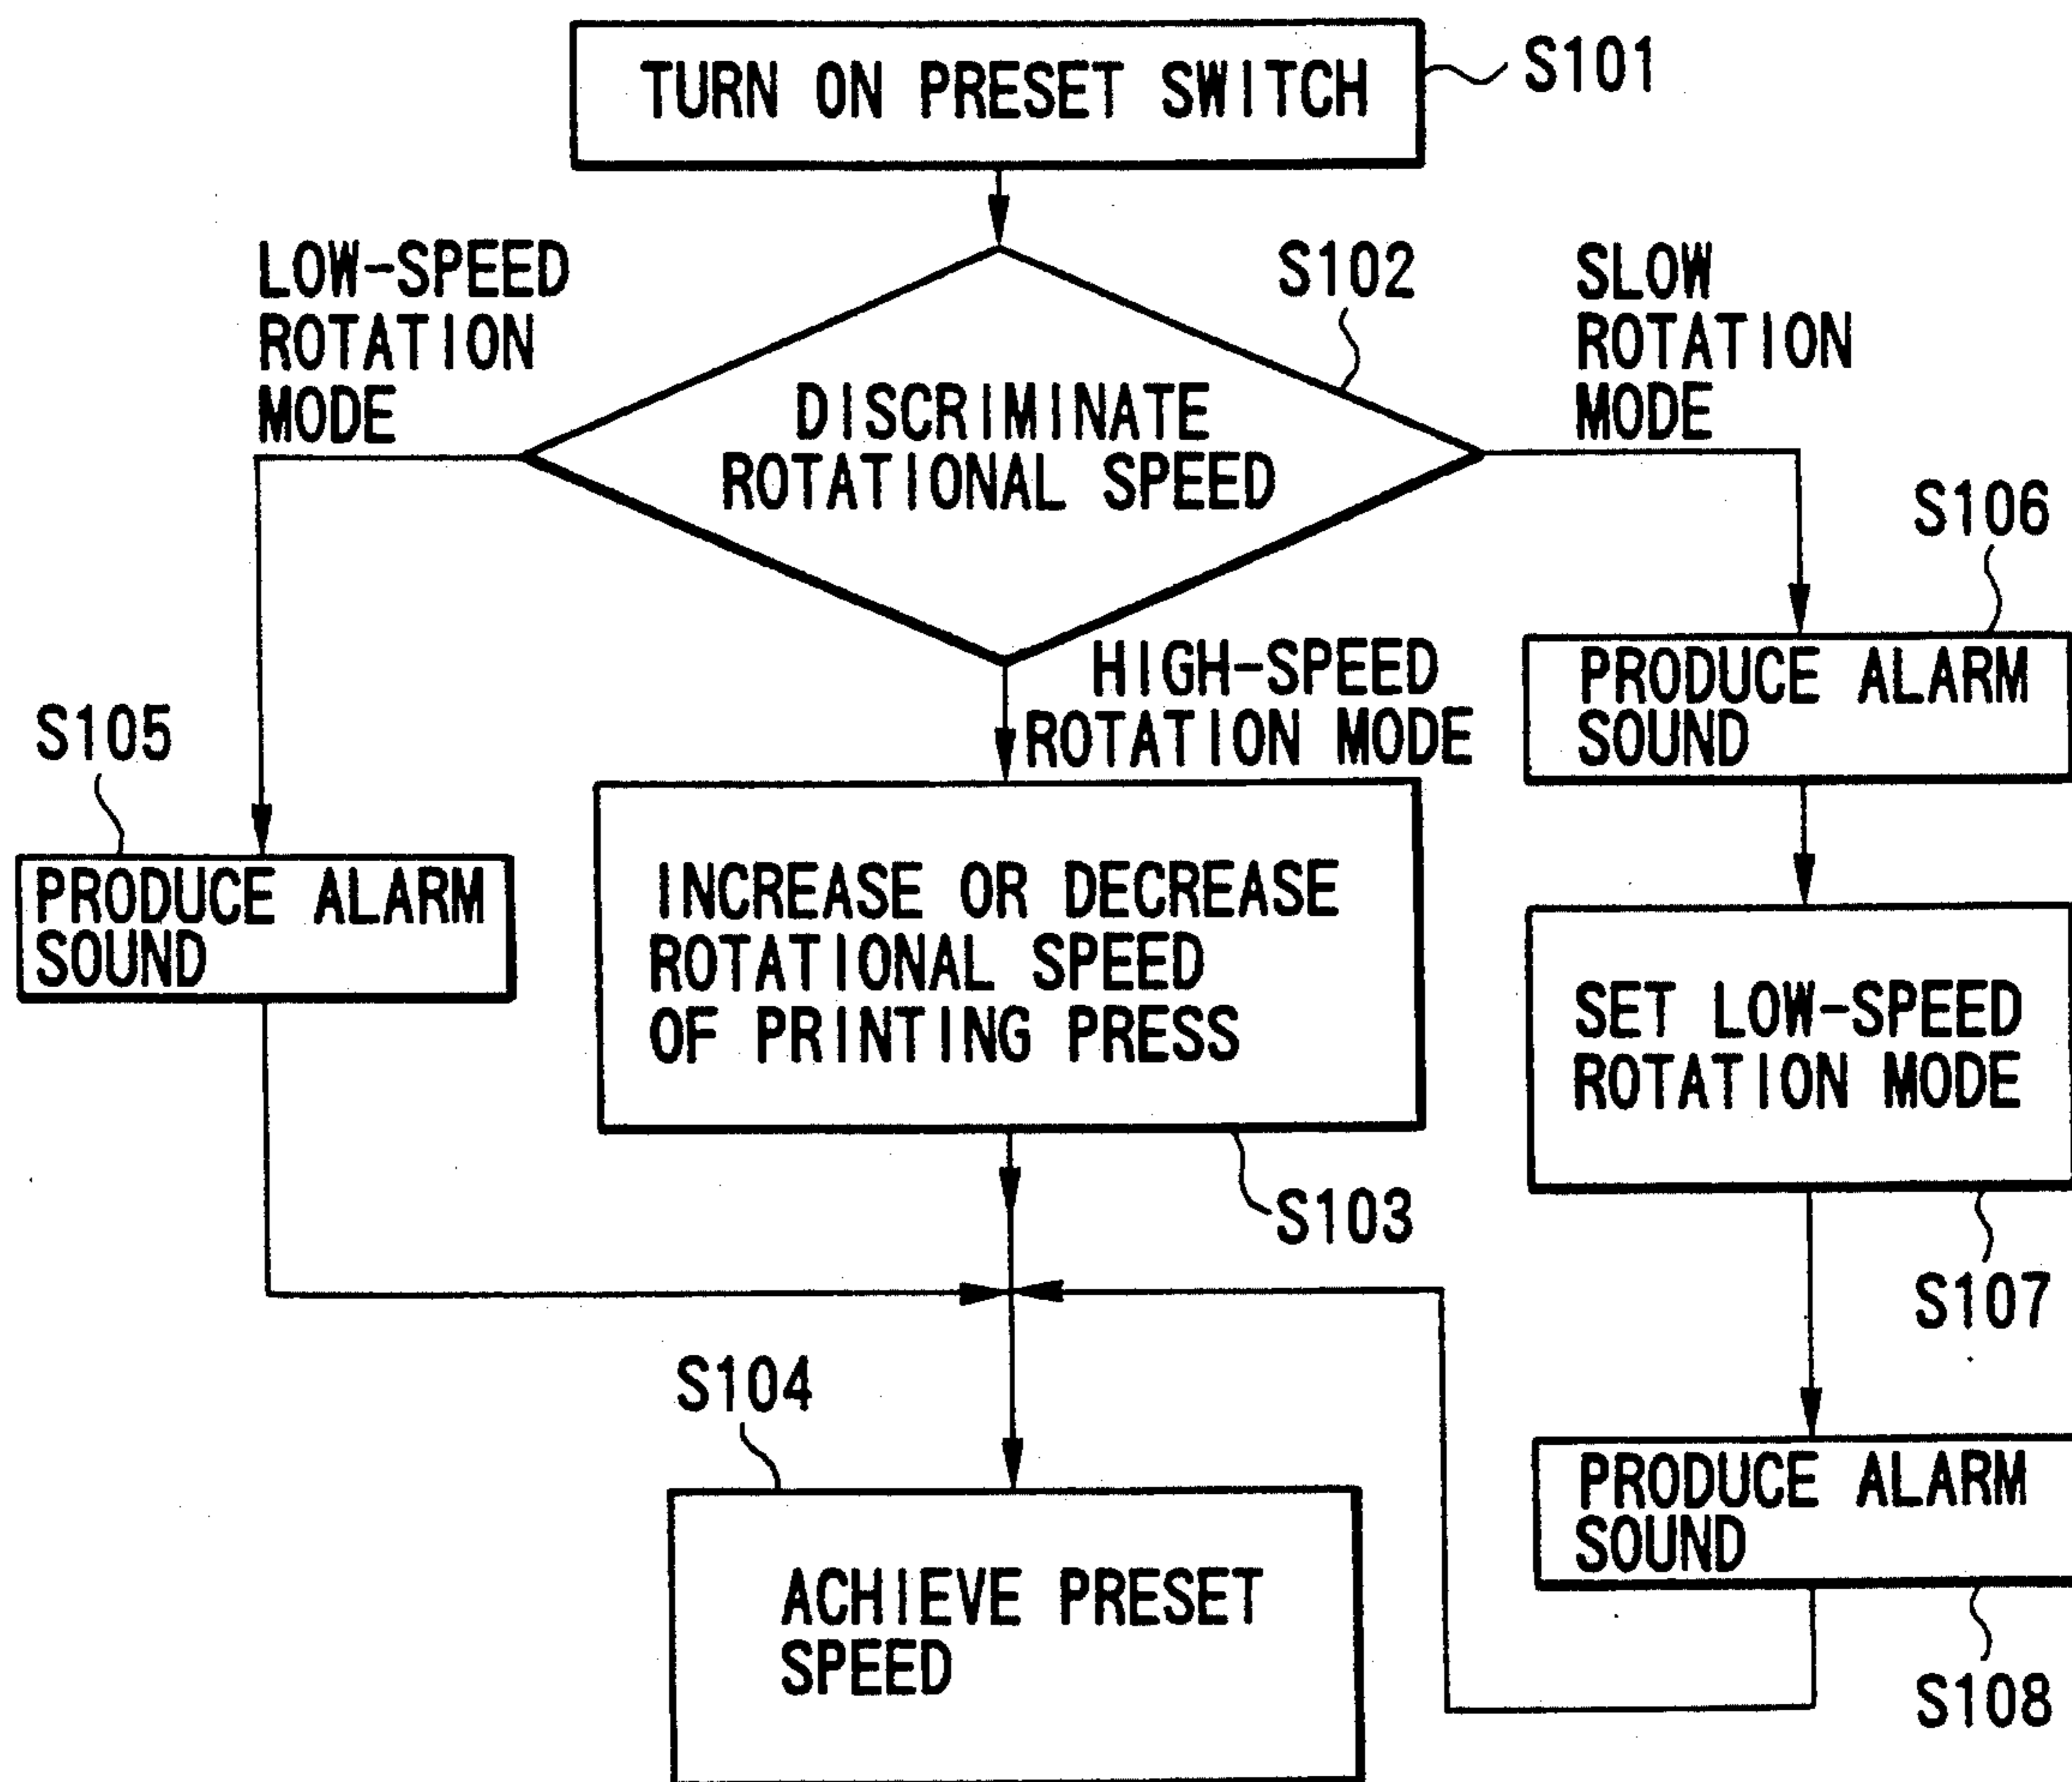 TURN ON PRESET SWITCH
S101
LOW-SPEED
ROTATION
MODE
S102
SLOW
ROTATION
MODE
DISCRIMINATE
ROTATIONAL SPEED
S106
HIGH-SPEED
ROTATION MODE
PRODUCE ALARM
SOUND
S105
PRODUCE ALARM
SOUND
INCREASE OR DECREASE
ROTATIONAL SPEED
OF PRINTING PRESS
SET LOW-SPEED
ROTATION MODE
S103
S107
S104
PRODUCE ALARM
SOUND
ACHIEVE PRESET
SPEED
S108